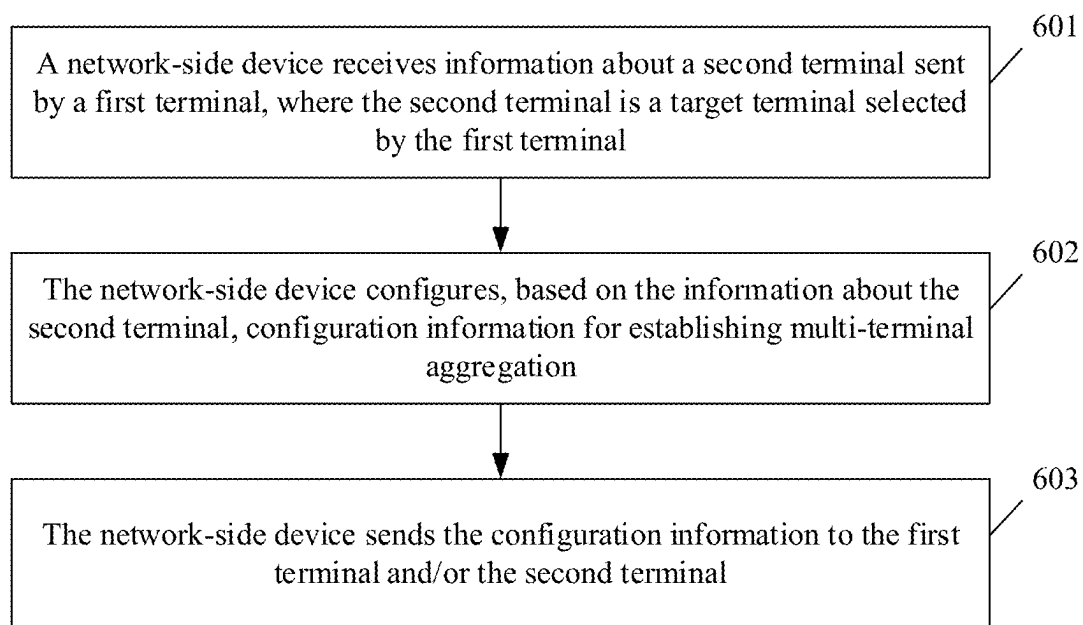 601
A network-side device receives information about a second terminal sent
by a first terminal, where the second terminal is a target terminal selected
by the first terminal
602
The network-side device configures, based on the information about the
second terminal, configuration information for establishing multi-terminal
aggregation
603
The network-side device sends the configuration information to the first
terminal and/or the second terminal